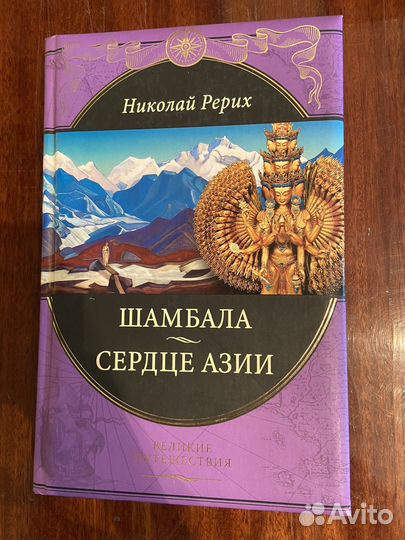 Николай Рерих
ШАМБАЛА
СЕРДЦЕ АЗИИ
ВЕЛИКИЕ
ПУТЕШЕСТВИЯ
Avito